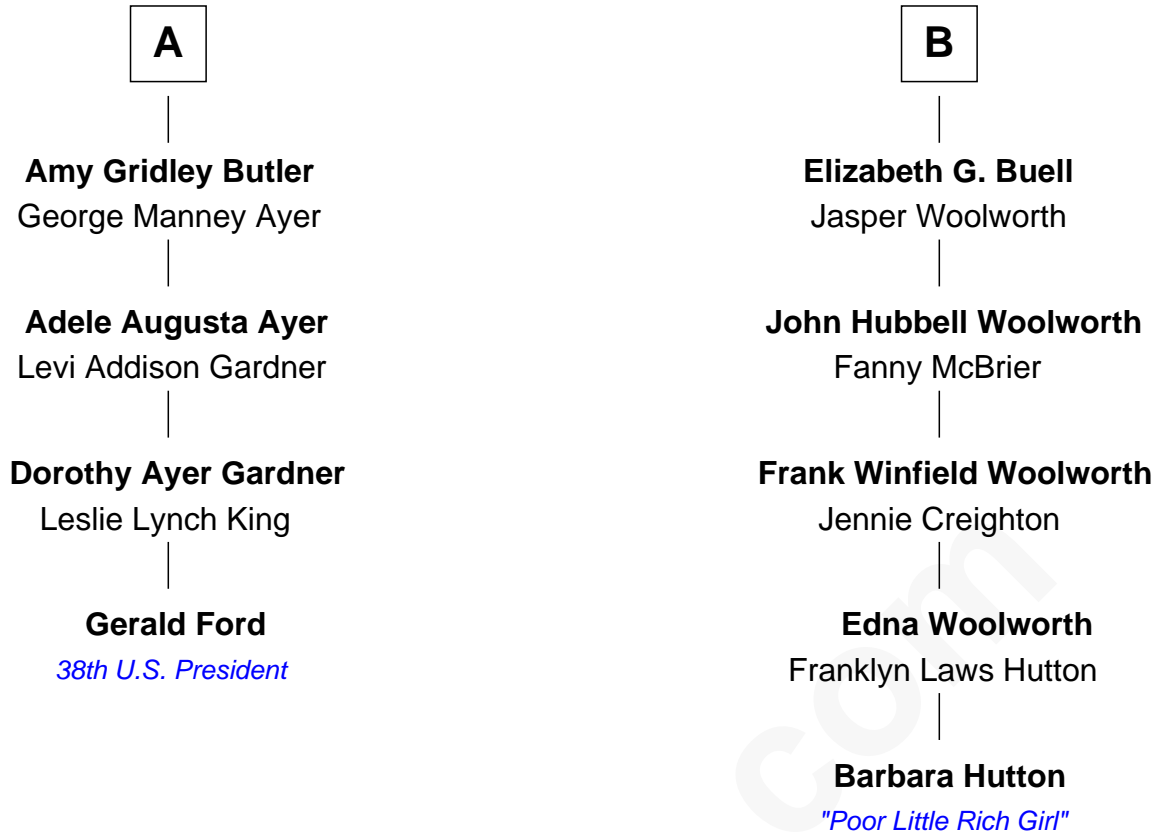 A
Amy Gridley Butler
George Manney Ayer
Adele Augusta Ayer
Levi Addison Gardner
Dorothy Ayer Gardner
Leslie Lynch King
Gerald Ford
38th U.S. President
B
Elizabeth G. Buell
Jasper Woolworth
John Hubbell Woolworth
Fanny McBrier
Frank Winfield Woolworth
Jennie Creighton
Edna Woolworth
Franklyn Laws Hutton
Barbara Hutton
"Poor Little Rich Girl"
com